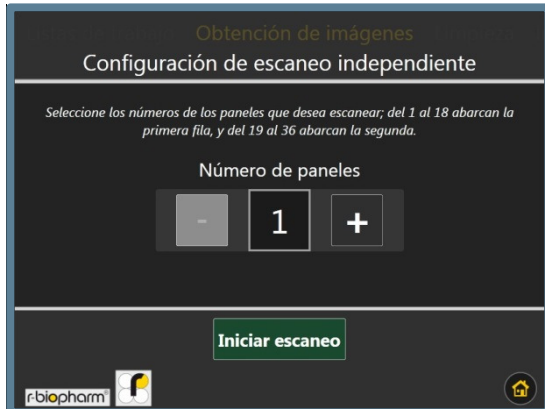 Obtención de imágenes
Configuración de escaneo independiente
Seleccione los números de los paneles que desea escanear; del 1 al 18 abarcan la
primera fila, y del 19 al 36 abarcan la segunda.
Número de paneles
- 1 +
Iniciar escaneo
r-biopharm®